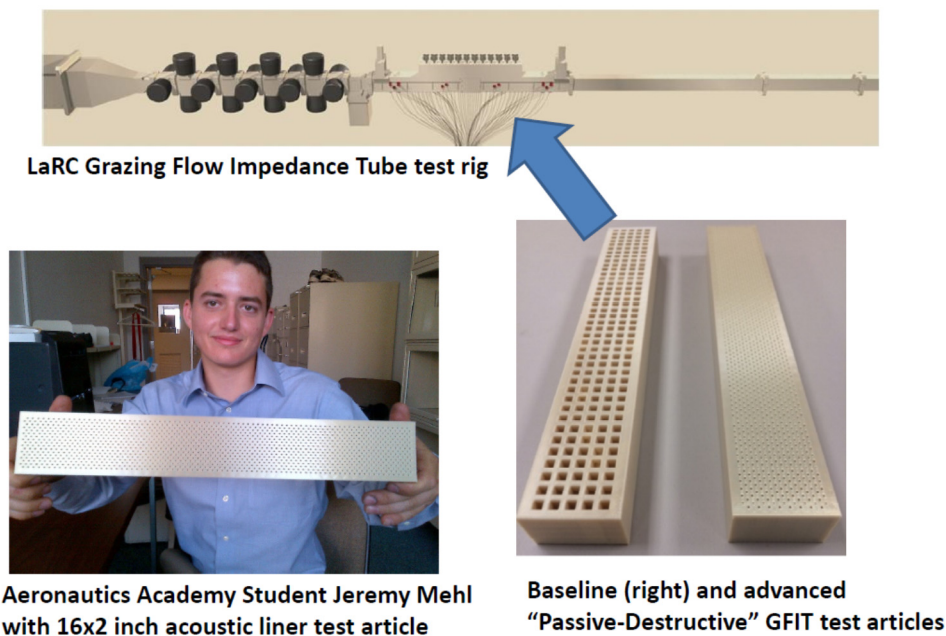 LaRC Grazing Flow Impedance Tube test rig
Aeronautics Academy Student Jeremy Mehl
with 16x2 inch acoustic liner test article
Baseline (right) and advanced
“Passive-Destructive” GFIT test articles